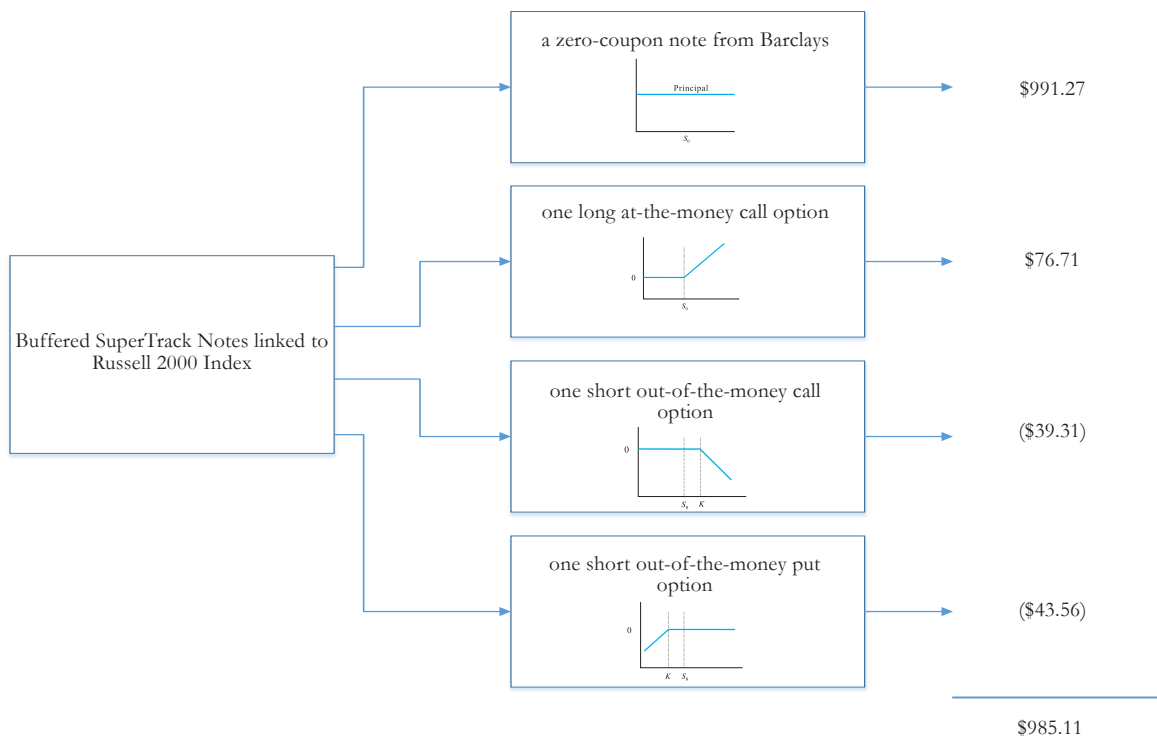 a zero-coupon note from Barclays
Principal
S₀
$991.27
one long at-the-money call option
0
S₀
$76.71
Buffered SuperTrack Notes linked to
Russell 2000 Index
one short out-of-the-money call
option
0
S₀ K
($39.31)
one short out-of-the-money put
option
0
K S₀
($43.56)
$985.11